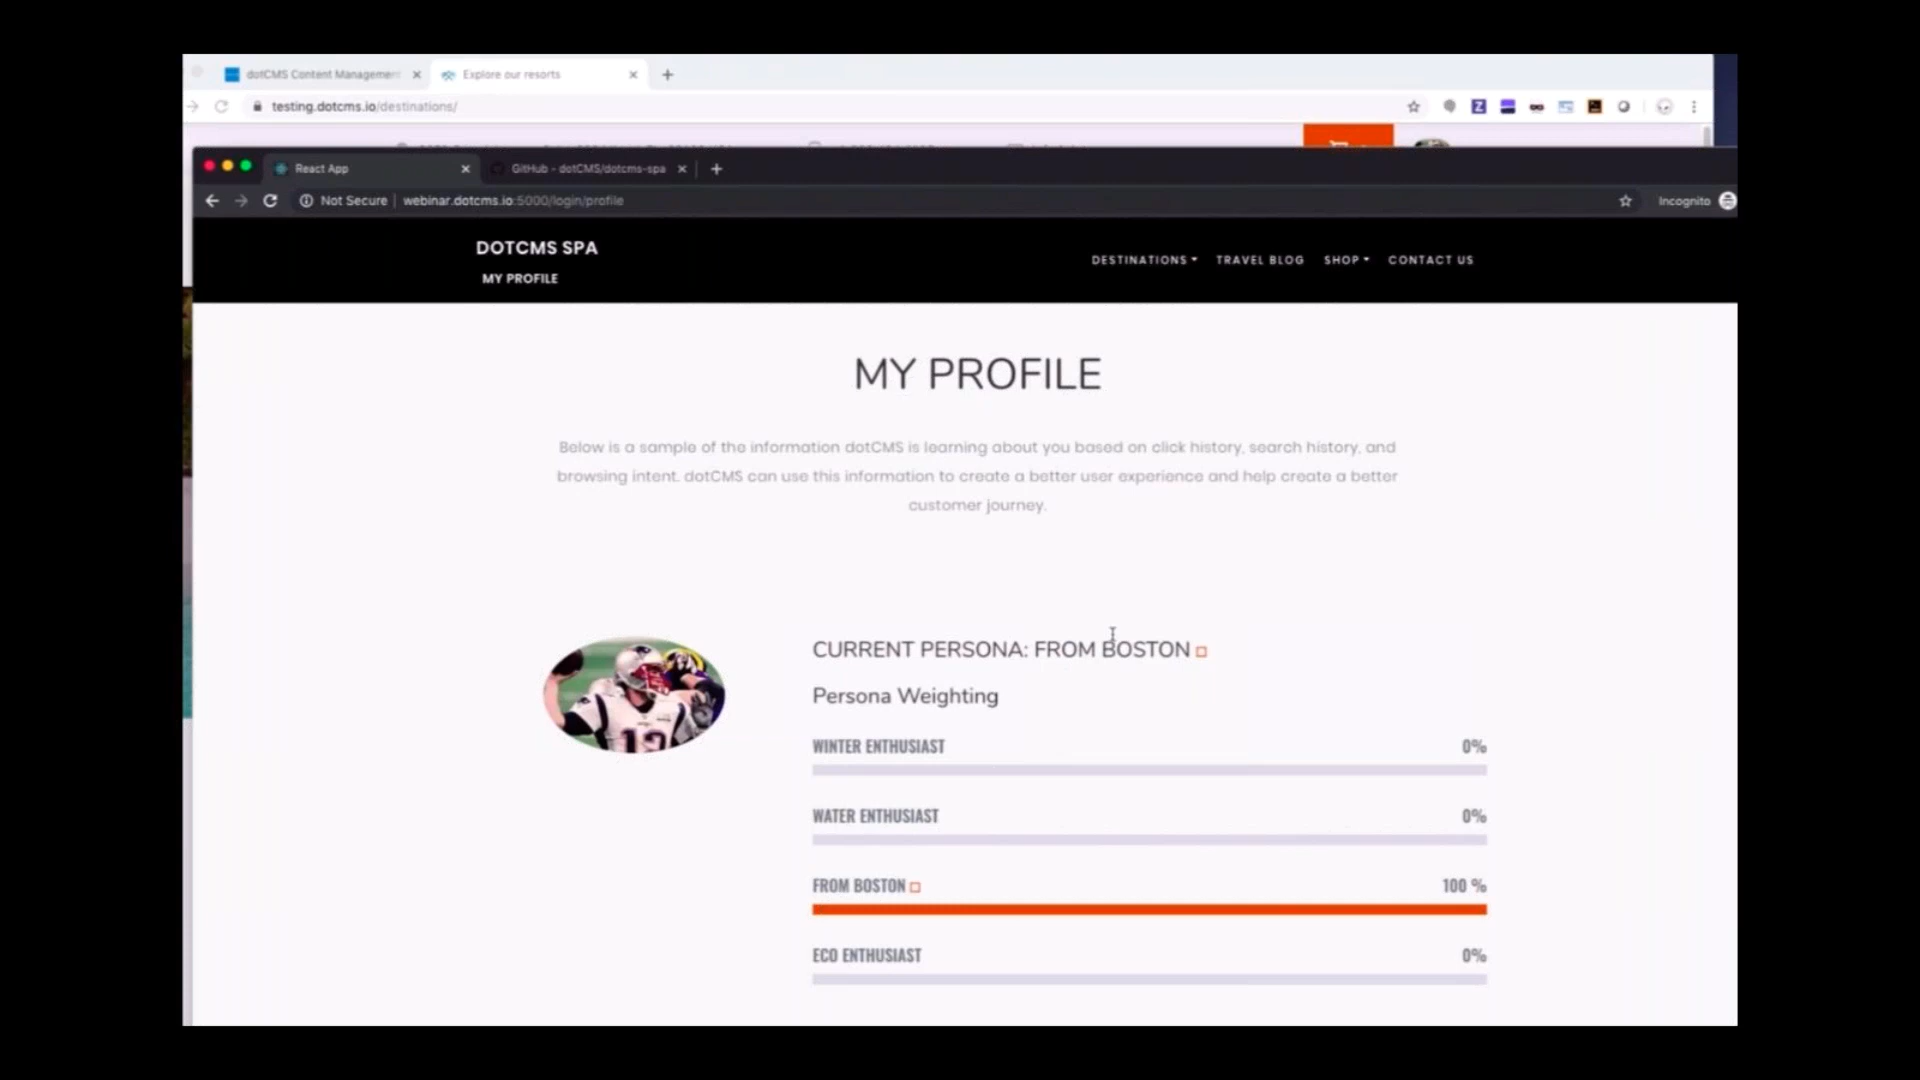 dotCMS Content Management
Explore our resorts
testing.dotcms.io/destinations/
React App
GitHub - dotCMS/dotcms-spa
Not Secure
webinar.dotcms.io:5000/login/profile
Incognito
DOTCMS SPA
MY PROFILE
DESTINATIONS
TRAVEL BLOG
SHOP
CONTACT US
MY PROFILE
Below is a sample of the information dotCMS is learning about you based on click history, search history, and
browsing intent. dotCMS can use this information to create a better user experience and help create a better
customer journey.
CURRENT PERSONA: FROM BOSTON
Persona Weighting
WINTER ENTHUSIAST 0%
WATER ENTHUSIAST 0%
FROM BOSTON 100 %
ECO ENTHUSIAST 0%
12